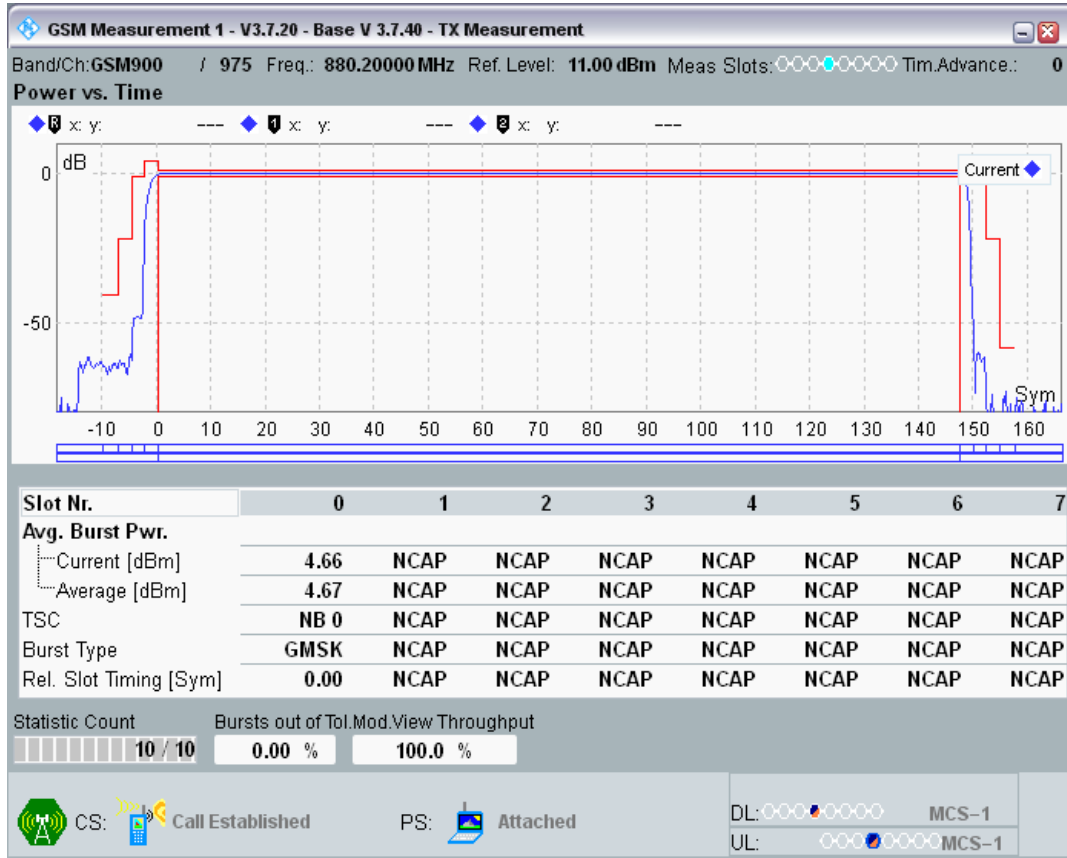 GSM Measurement 1 - V3.7.20 - Base V 3.7.40 - TX Measurement
Band/Ch:GSM900 / 975 Freq.: 880.20000 MHz Ref. Level: 11.00 dBm Meas Slots: Tim.Advance.: 0
Power vs. Time
R x: y: --- 1 x: y: --- 2 x: y: ---
dB
Current
0
-50
Sym
-10 0 10 20 30 40 50 60 70 80 90 100 110 120 130 140 150 160
Slot Nr. 0 1 2 3 4 5 6 7
Avg. Burst Pwr.
Current [dBm] 4.66 NCAP NCAP NCAP NCAP NCAP NCAP NCAP
Average [dBm] 4.67 NCAP NCAP NCAP NCAP NCAP NCAP NCAP
TSC NB 0 NCAP NCAP NCAP NCAP NCAP NCAP NCAP
Burst Type GMSK NCAP NCAP NCAP NCAP NCAP NCAP NCAP
Rel. Slot Timing [Sym] 0.00 NCAP NCAP NCAP NCAP NCAP NCAP NCAP
Statistic Count Bursts out of Tol.Mod.View Throughput
10 / 10 0.00 % 100.0 %
CS: Call Established PS: Attached
DL: MCS-1
UL: MCS-1